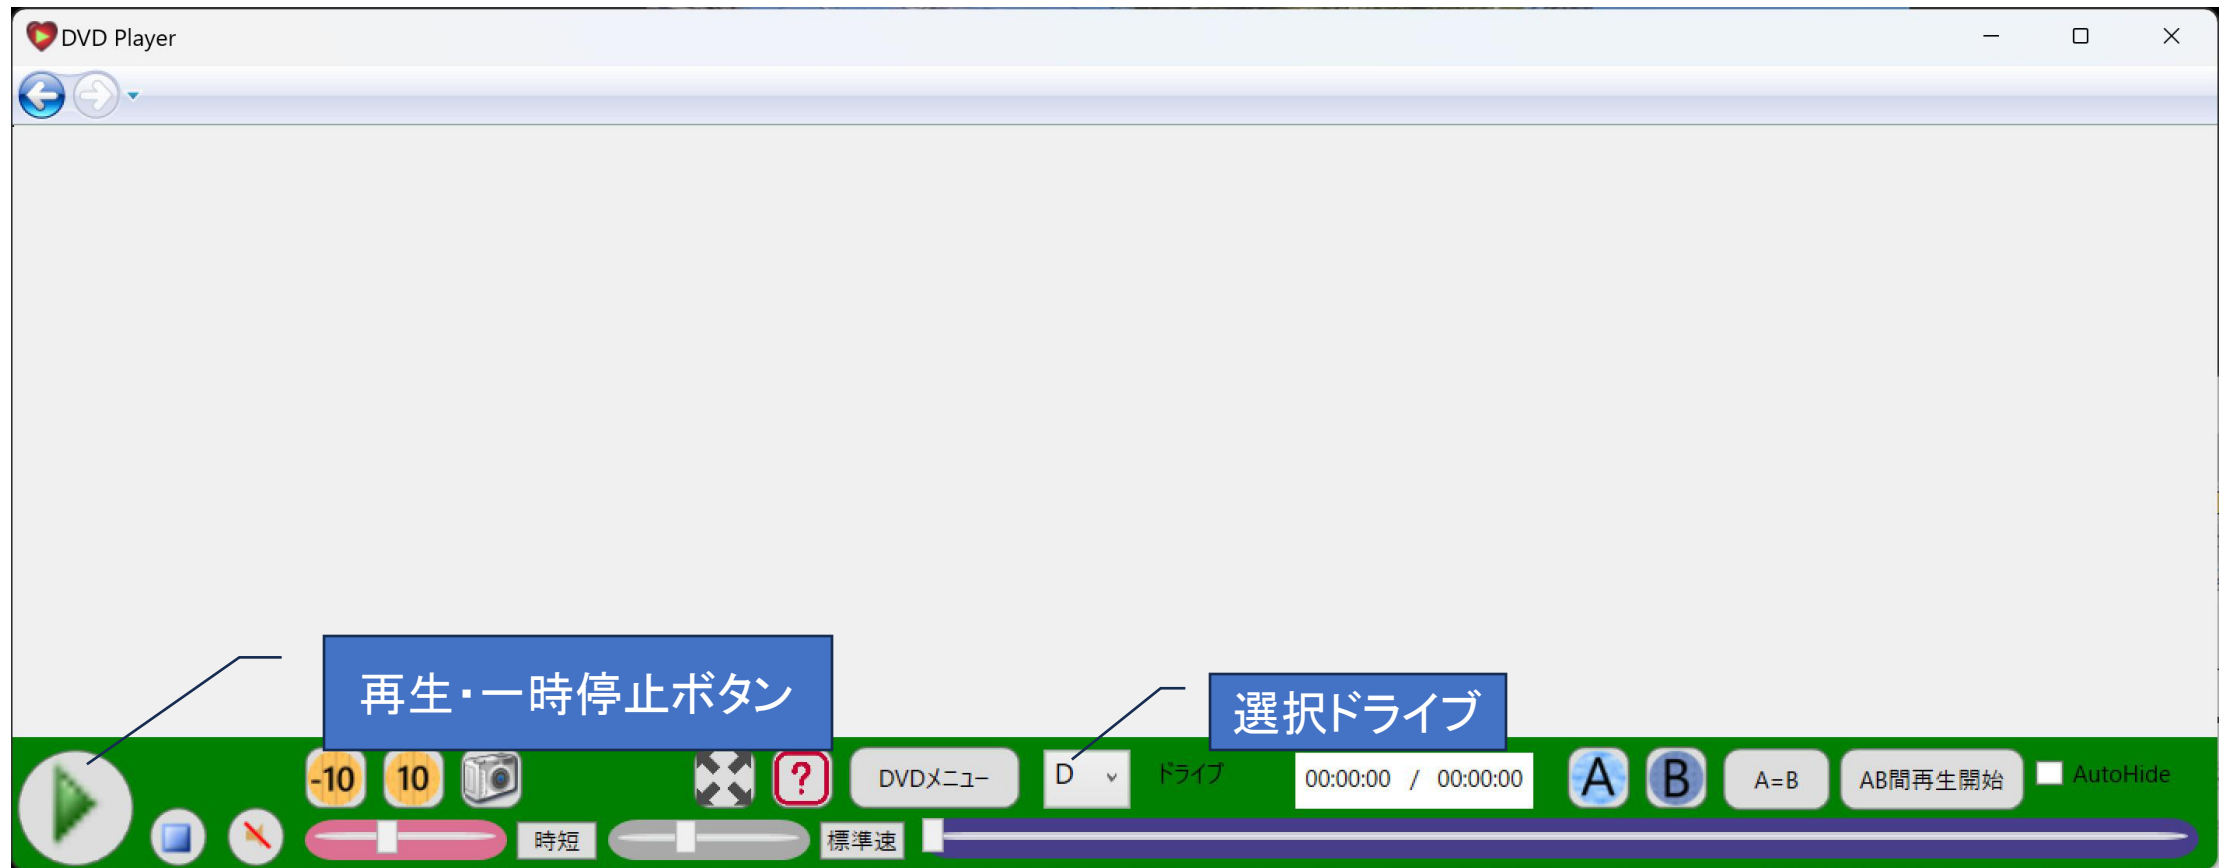 DVD Player
再生・一時停止ボタン
選択ドライブ
-10
10
?
DVDメニュー
D
ドライブ
00:00:00 / 00:00:00
A
B
A=B
AB間再生開始
AutoHide
時短
標準速